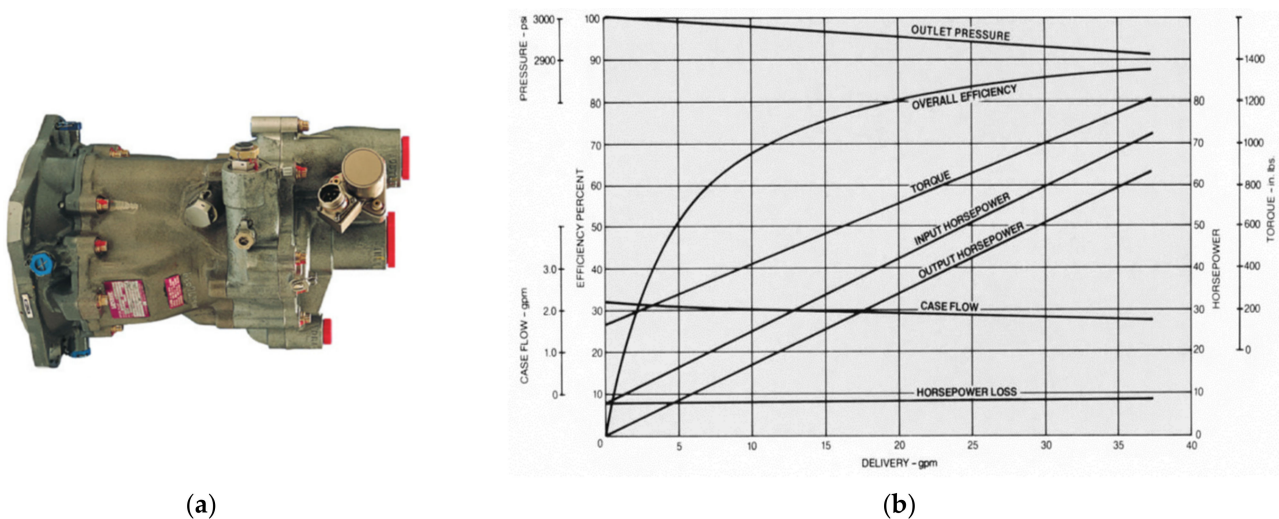 3000
2900
PRESSURE – psi
3.0
2.0
1.0
0
CASE FLOW – gpm
100
90
80
70
60
50
40
30
20
10
0
EFFICIENCY PERCENT
OUTLET PRESSURE
OVERALL EFFICIENCY
TORQUE
INPUT HORSEPOWER
OUTPUT HORSEPOWER
CASE FLOW
HORSEPOWER LOSS
5
10
15
20
25
30
35
40
DELIVERY – gpm
80
70
60
50
40
30
20
10
0
HORSEPOWER
1400
1200
1000
800
600
400
200
0
TORQUE – in. lbs.
(a)
(b)